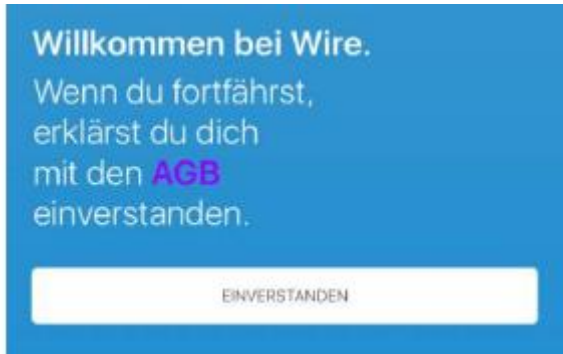 Willkommen bei Wire.
Wenn du fortfährst,
erklärst du dich
mit den AGB
einverstanden.
EINVERSTANDEN